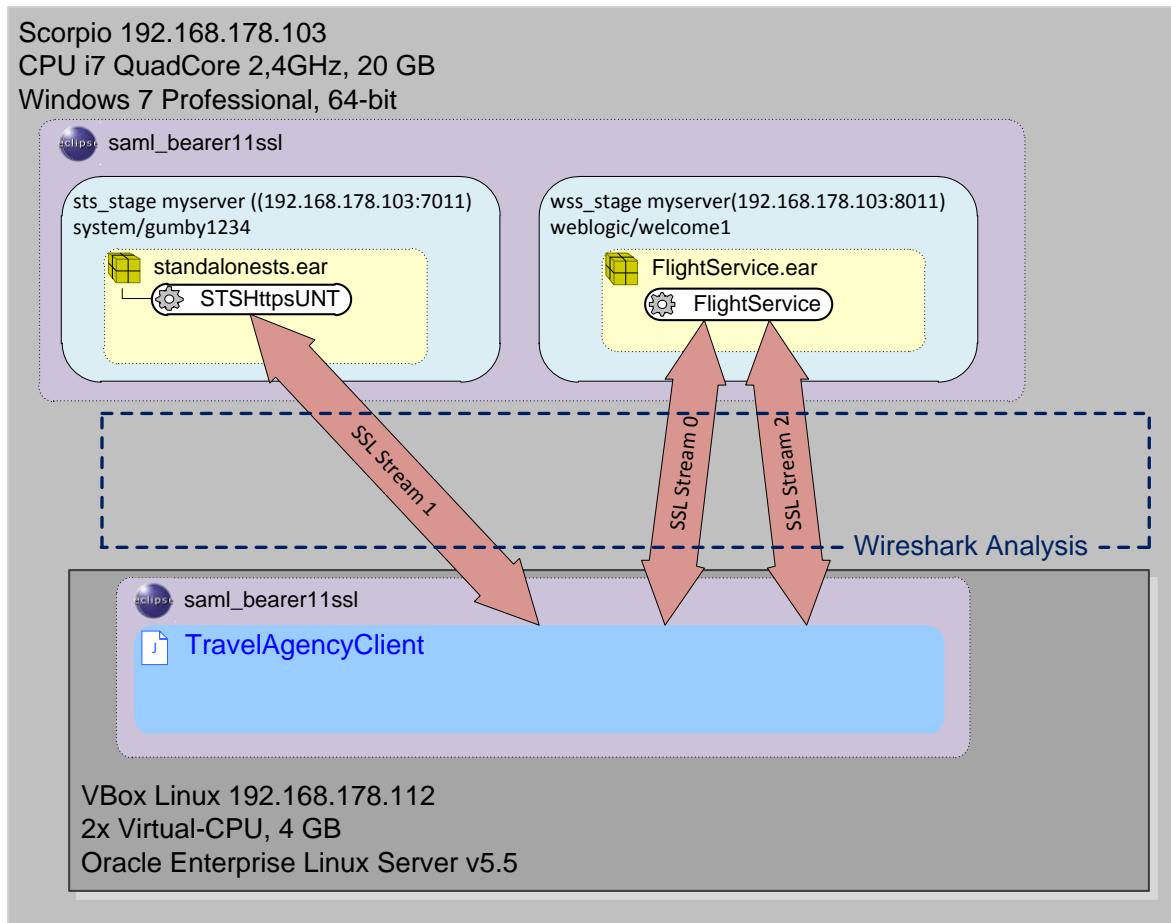 Scorpio 192.168.178.103
CPU i7 QuadCore 2,4GHz, 20 GB
Windows 7 Professional, 64-bit
eclipse saml_bearer11ssl
sts_stage myserver ((192.168.178.103:7011)
system/gumby1234
standalonests.ear
STSHttpsUNT
wss_stage myserver(192.168.178.103:8011)
weblogic/welcome1
FlightService.ear
FlightService
SSL Stream 1
SSL Stream 0
SSL Stream 2
Wireshark Analysis
eclipse saml_bearer11ssl
J TravelAgencyClient
VBox Linux 192.168.178.112
2x Virtual-CPU, 4 GB
Oracle Enterprise Linux Server v5.5